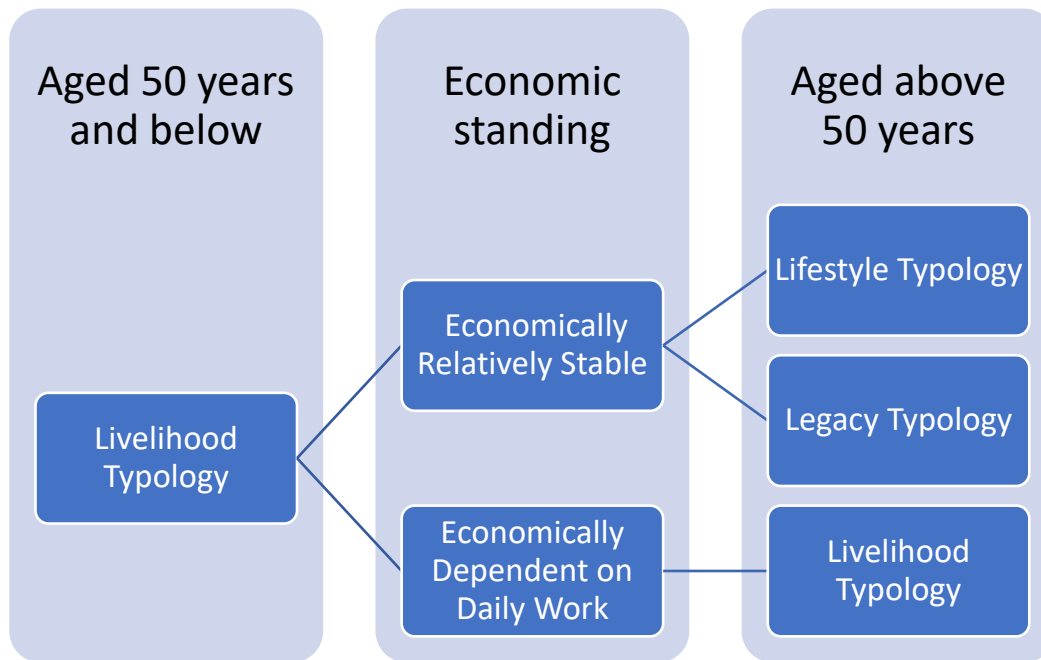 Aged 50 years
and below
Livelihood
Typology
Economic
standing
Economically
Relatively Stable
Economically
Dependent on
Daily Work
Aged above
50 years
Lifestyle Typology
Legacy Typology
Livelihood
Typology